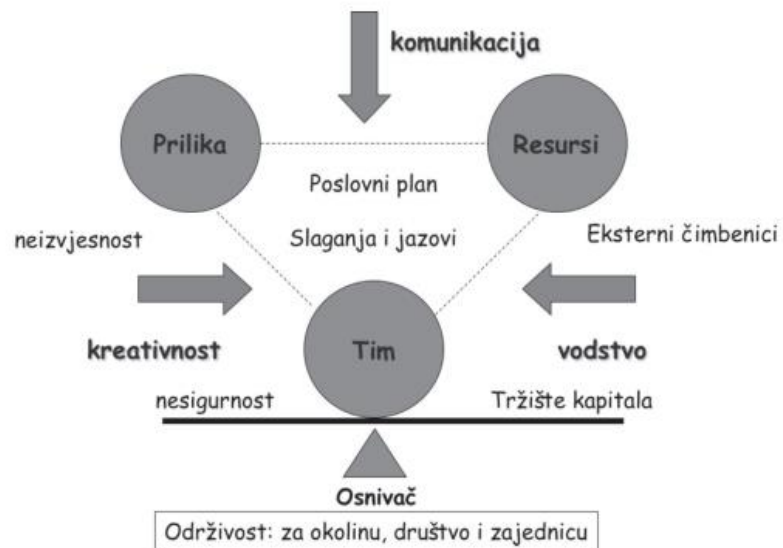 komunikacija
Prilika
Resursi
Poslovni plan
neizvjesnost
Slaganja i jazovi
Eksterni čimbenici
kreativnost
Tim
vodstvo
nesigurnost
Tržište kapitala
Osnivač
Održivost: za okolinu, društvo i zajednicu